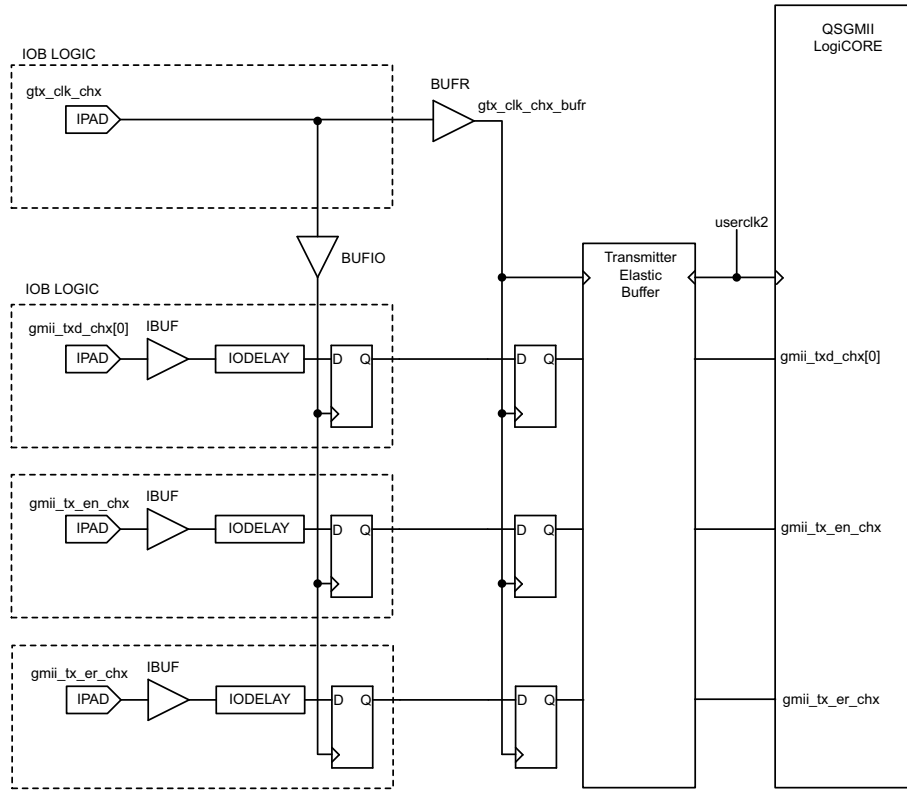 QSGMII
LogiCORE
IOB LOGIC
gtx_clk_chx
IPAD
BUFR
gtx_clk_chx_bufr
BUFIO
userclk2
Transmitter
Elastic
Buffer
IOB LOGIC
gmii_txd_chx[0]
IBUF
IPAD
IODELAY
D Q
D Q
gmii_txd_chx[0]
gmii_tx_en_chx
IBUF
IPAD
IODELAY
D Q
D Q
gmii_tx_en_chx
gmii_tx_er_chx
IBUF
IPAD
IODELAY
D Q
D Q
gmii_tx_er_chx